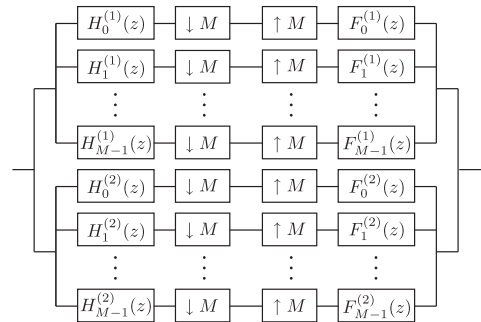 H_0^{(1)}(z) ↓ M ↑ M F_0^{(1)}(z)
H_1^{(1)}(z) ↓ M ↑ M F_1^{(1)}(z)
⋮ ⋮ ⋮ ⋮
H_{M-1}^{(1)}(z) ↓ M ↑ M F_{M-1}^{(1)}(z)
H_0^{(2)}(z) ↓ M ↑ M F_0^{(2)}(z)
H_1^{(2)}(z) ↓ M ↑ M F_1^{(2)}(z)
⋮ ⋮ ⋮ ⋮
H_{M-1}^{(2)}(z) ↓ M ↑ M F_{M-1}^{(2)}(z)